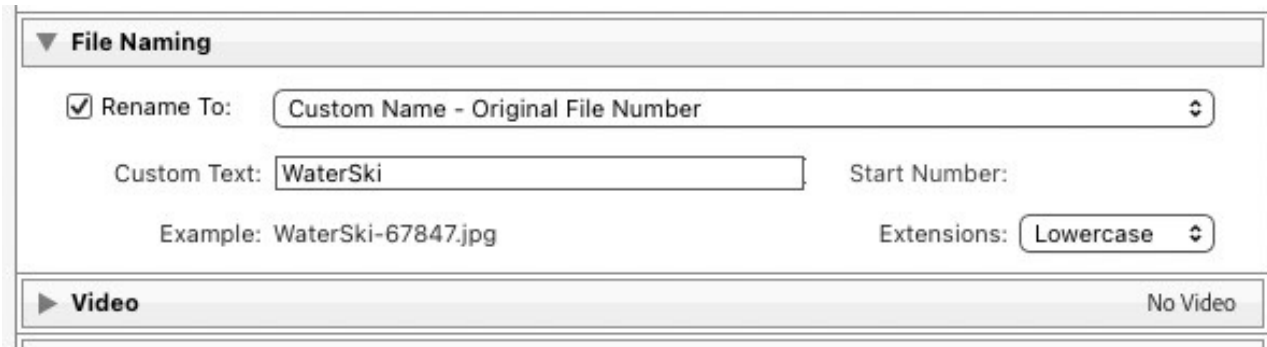 File Naming
Rename To: Custom Name - Original File Number
Custom Text: WaterSki Start Number:
Example: WaterSki-67847.jpg Extensions: Lowercase
Video No Video